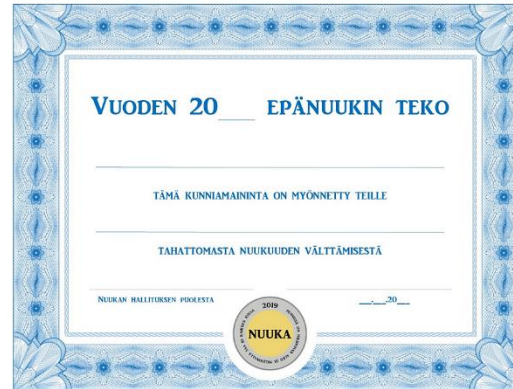 VUODEN 20___ EPÄNUUKIN TEKO
TÄMÄ KUNNIAMAININTA ON MYÖNNETTY TEILLE
TAHATTOMASTA NUUKUUDEN VÄLTTÄMISESTÄ
NUUKAN HALLITUKSEN PUOLESTA
__.__.20__
2019
NUUKA